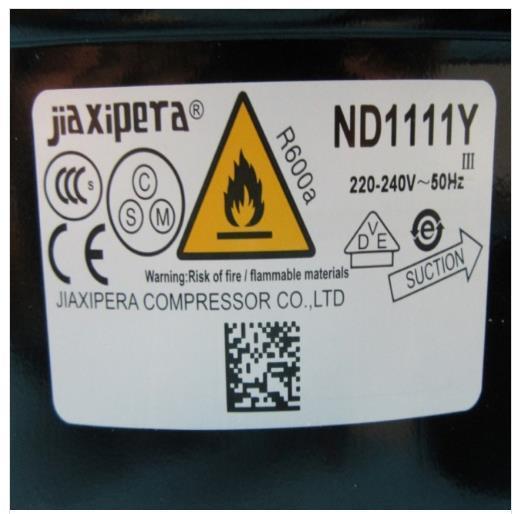 jiaxipera®
ND1111Y
III
R600a
220-240V~50Hz
CCC S
C
S M
CE
V
D E
e
SUCTION
Warning:Risk of fire / flammable materials
JIAXIPERA COMPRESSOR CO.,LTD